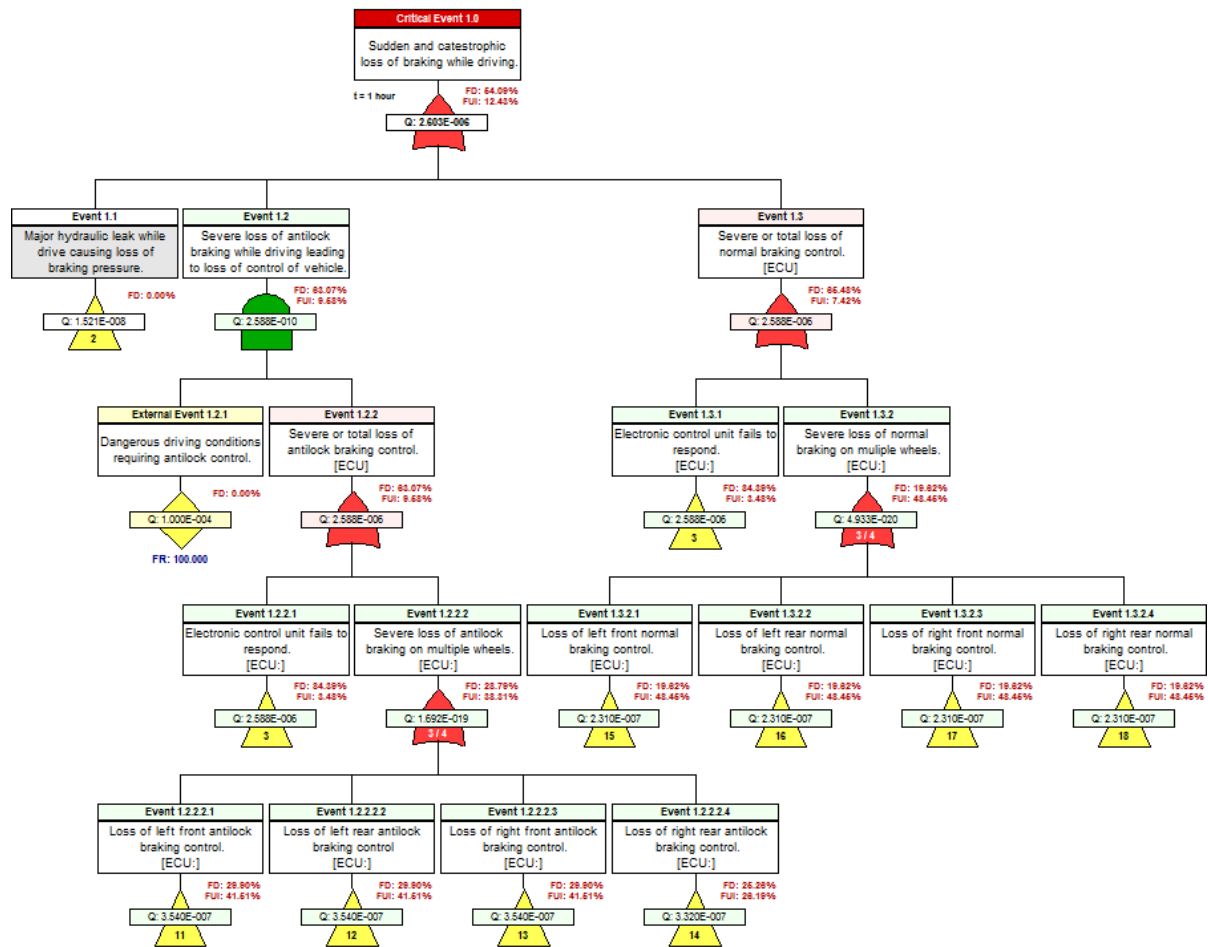 Critical Event 1.0
Sudden and catestrophic
loss of braking while driving.
t = 1 hour
FD: 64.09%
FUI: 12.43%
Q: 2.603E-006
Event 1.1
Major hydraulic leak while
drive causing loss of
braking pressure.
FD: 0.00%
Q: 1.521E-008
2
Event 1.2
Severe loss of antilock
braking while driving leading
to loss of control of vehicle.
FD: 63.07%
FUI: 9.58%
Q: 2.588E-010
Event 1.3
Severe or total loss of
normal braking control.
[ECU]
FD: 65.48%
FUI: 7.42%
Q: 2.588E-006
External Event 1.2.1
Dangerous driving conditions
requiring antilock control.
FD: 0.00%
Q: 1.000E-004
FR: 100.000
Event 1.2.2
Severe or total loss of
antilock braking control.
[ECU]
FD: 63.07%
FUI: 9.58%
Q: 2.588E-006
Event 1.3.1
Electronic control unit fails to
respond.
[ECU:]
FD: 84.39%
FUI: 3.48%
Q: 2.588E-006
3
Event 1.3.2
Severe loss of normal
braking on muliple wheels.
[ECU:]
FD: 19.62%
FUI: 48.46%
Q: 4.933E-020
3 / 4
Event 1.2.2.1
Electronic control unit fails to
respond.
[ECU:]
FD: 84.39%
FUI: 3.48%
Q: 2.588E-006
3
Event 1.2.2.2
Severe loss of antilock
braking on multiple wheels.
[ECU:]
FD: 28.79%
FUI: 38.31%
Q: 1.692E-019
3 / 4
Event 1.3.2.1
Loss of left front normal
braking control.
[ECU:]
FD: 19.62%
FUI: 48.46%
Q: 2.310E-007
15
Event 1.3.2.2
Loss of left rear normal
braking control.
[ECU:]
FD: 19.62%
FUI: 48.46%
Q: 2.310E-007
16
Event 1.3.2.3
Loss of right front normal
braking control.
[ECU:]
FD: 19.62%
FUI: 48.46%
Q: 2.310E-007
17
Event 1.3.2.4
Loss of right rear normal
braking control.
[ECU:]
FD: 19.62%
FUI: 48.46%
Q: 2.310E-007
18
Event 1.2.2.2.1
Loss of left front antilock
braking control.
[ECU:]
FD: 29.90%
FUI: 41.51%
Q: 3.540E-007
11
Event 1.2.2.2.2
Loss of left rear antilock
braking control
[ECU:]
FD: 29.90%
FUI: 41.51%
Q: 3.540E-007
12
Event 1.2.2.2.3
Loss of right front antilock
braking control.
[ECU:]
FD: 29.90%
FUI: 41.51%
Q: 3.540E-007
13
Event 1.2.2.2.4
Loss of right rear antilock
braking control.
[ECU:]
FD: 25.26%
FUI: 26.19%
Q: 3.320E-007
14